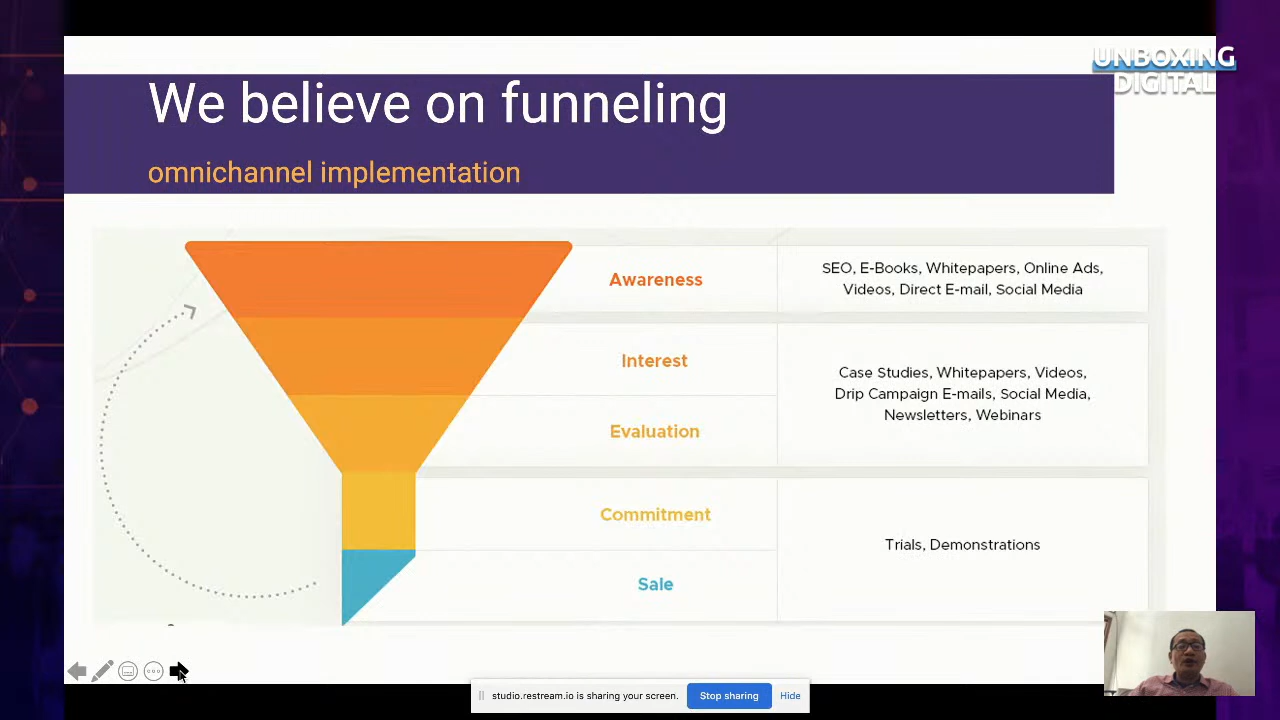 UNBOXING
DIGITAL
We believe on funneling
omnichannel implementation
Awareness
SEO, E-Books, Whitepapers, Online Ads,
Videos, Direct E-mail, Social Media
Interest
Case Studies, Whitepapers, Videos,
Drip Campaign E-mails, Social Media,
Newsletters, Webinars
Evaluation
Commitment
Trials, Demonstrations
Sale
studio.restream.io is sharing your screen.
Stop sharing
Hide